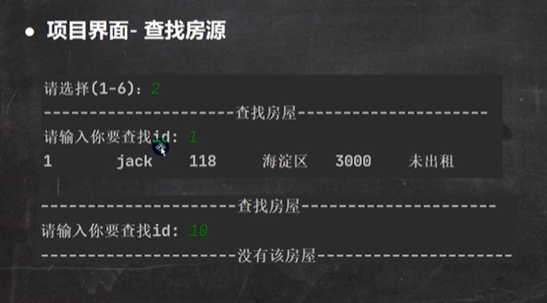 ● 项目界面- 查找房源
请选择(1-6): 2
----------------------查找房屋----------------------
请输入你要查找id: 1
1 jack 118 海淀区 3000 未出租
----------------------查找房屋----------------------
请输入你要查找id: 10
----------------------没有该房屋----------------------